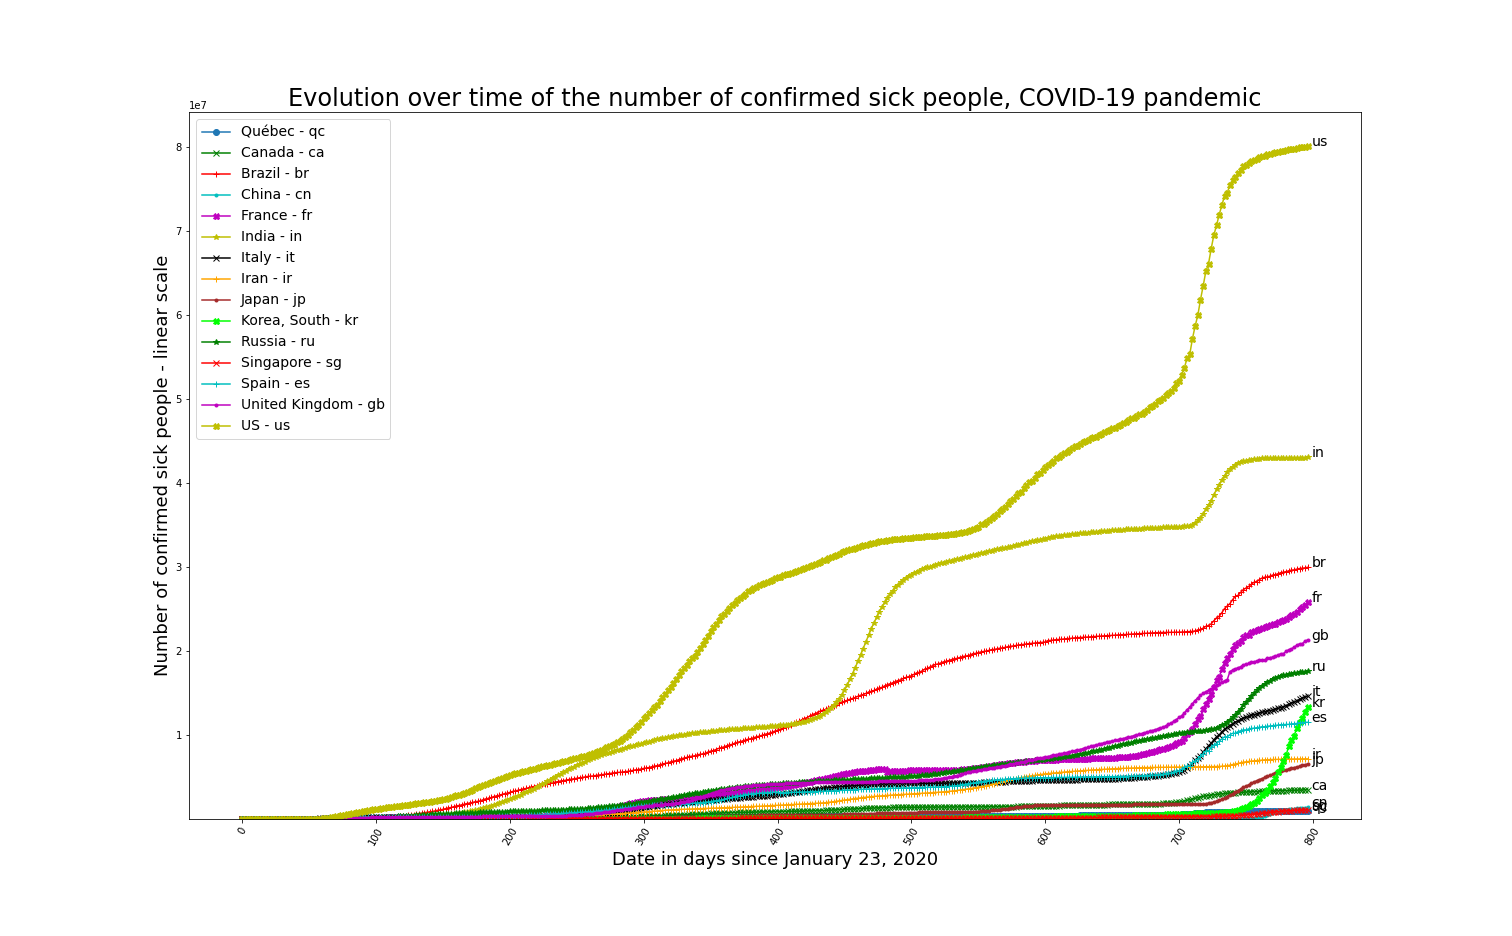 Evolution over time of the number of confirmed sick people, COVID-19 pandemic
1e7
Québec - qc
Canada - ca
Brazil - br
China - cn
France - fr
India - in
Italy - it
Iran - ir
Japan - jp
Korea, South - kr
Russia - ru
Singapore - sg
Spain - es
United Kingdom - gb
US - us
Number of confirmed sick people - linear scale
8
7
6
5
4
3
2
1
us
in
br
fr
gb
ru
it
kr
es
ir
jp
ca
0
100
200
300
400
500
600
700
800
Date in days since January 23, 2020